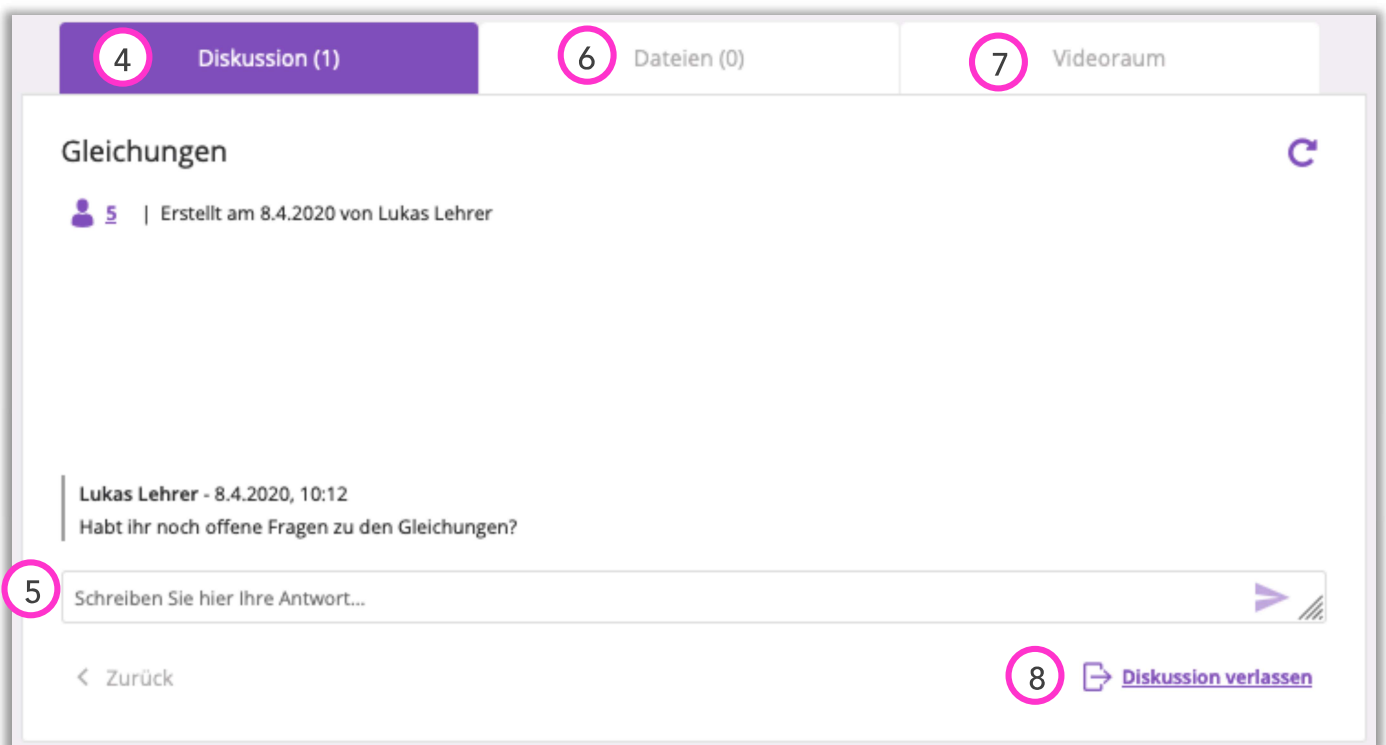 4 Diskussion (1) 6 Dateien (0) 7 Videoraum
Gleichungen
5 | Erstellt am 8.4.2020 von Lukas Lehrer
Lukas Lehrer - 8.4.2020, 10:12
Habt ihr noch offene Fragen zu den Gleichungen?
5 Schreiben Sie hier Ihre Antwort...
< Zurück 8 Diskussion verlassen